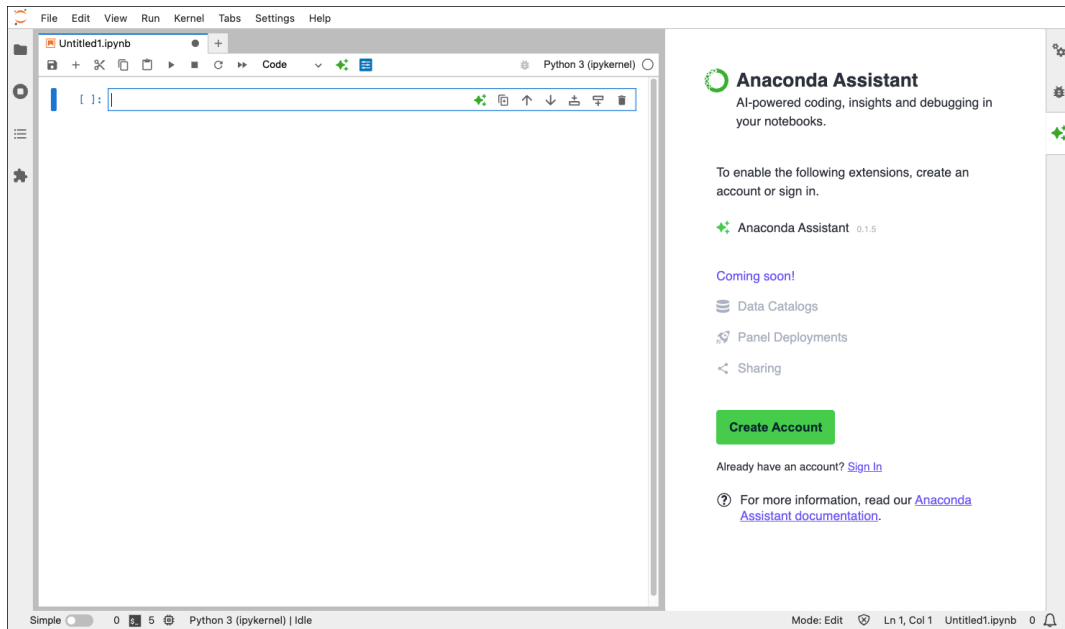 File Edit View Run Kernel Tabs Settings Help
Untitled1.ipynb
Code
Python 3 (ipykernel)
[ ]:
Anaconda Assistant
AI-powered coding, insights and debugging in
your notebooks.
To enable the following extensions, create an
account or sign in.
Anaconda Assistant 0.1.5
Coming soon!
Data Catalogs
Panel Deployments
Sharing
Create Account
Already have an account? Sign In
For more information, read our Anaconda
Assistant documentation.
Simple 0 $_ 5 Python 3 (ipykernel) | Idle Mode: Edit Ln 1, Col 1 Untitled1.ipynb 0